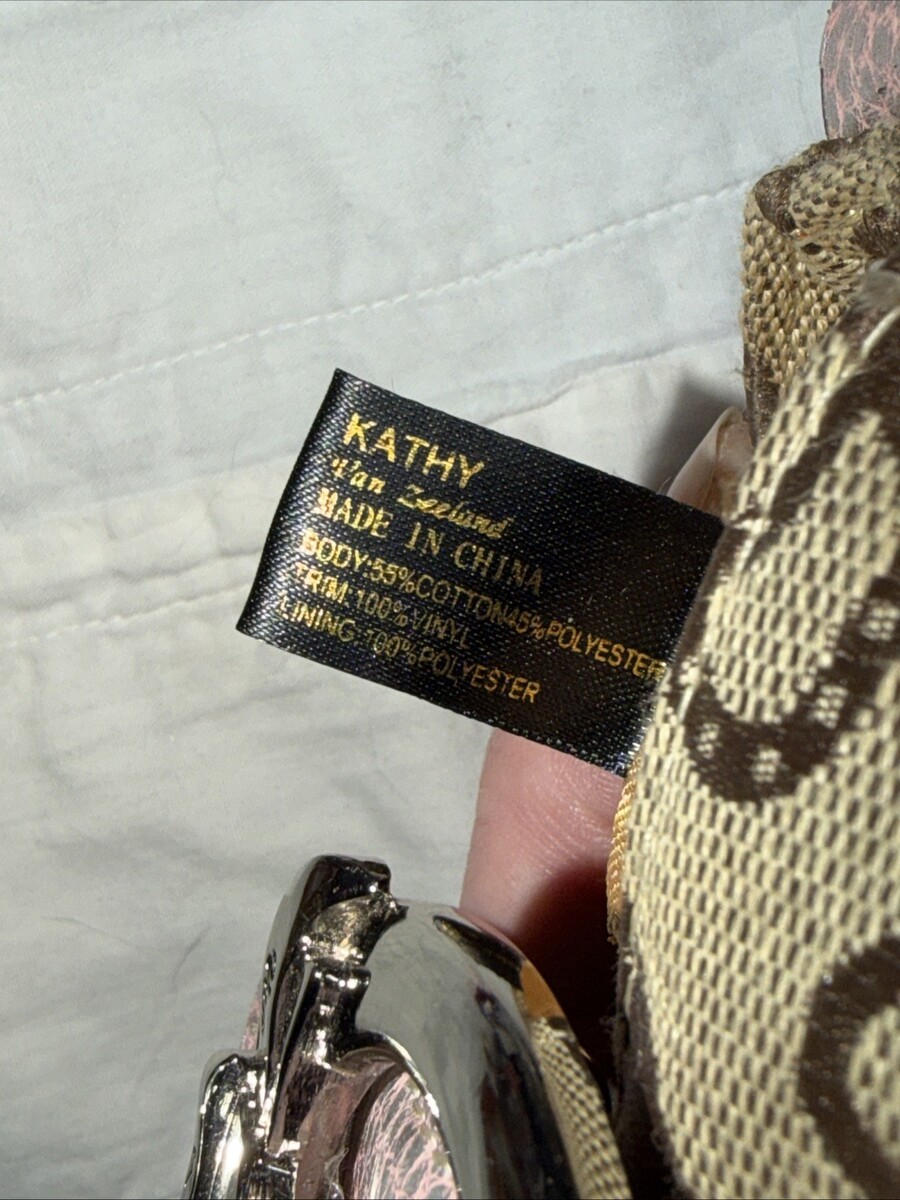 KATHY
Van Zeeland
MADE IN CHINA
BODY:55%COTTON45%POLYESTER
TRIM.100%VINYL
LINING:100%POLYESTER